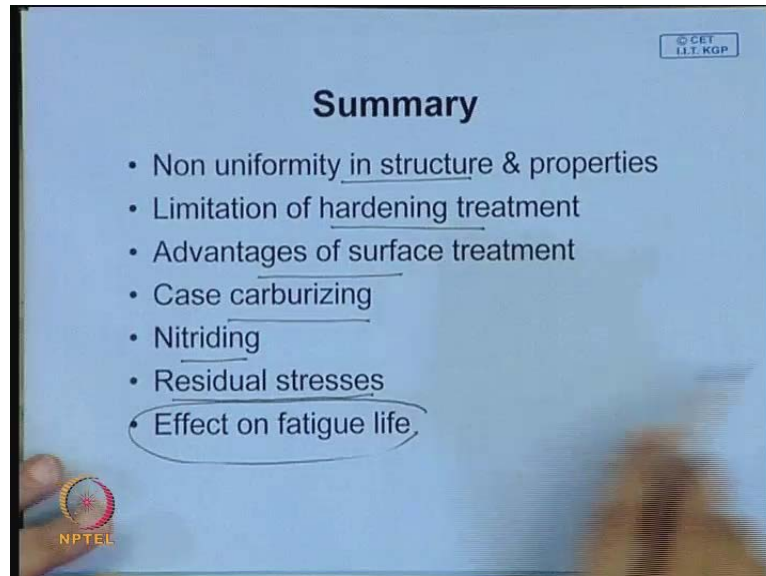 © CET
I.I.T. KGP
Summary
• Non uniformity in structure & properties
• Limitation of hardening treatment
• Advantages of surface treatment
• Case carburizing
• Nitriding
• Residual stresses
• Effect on fatigue life.
NPTEL